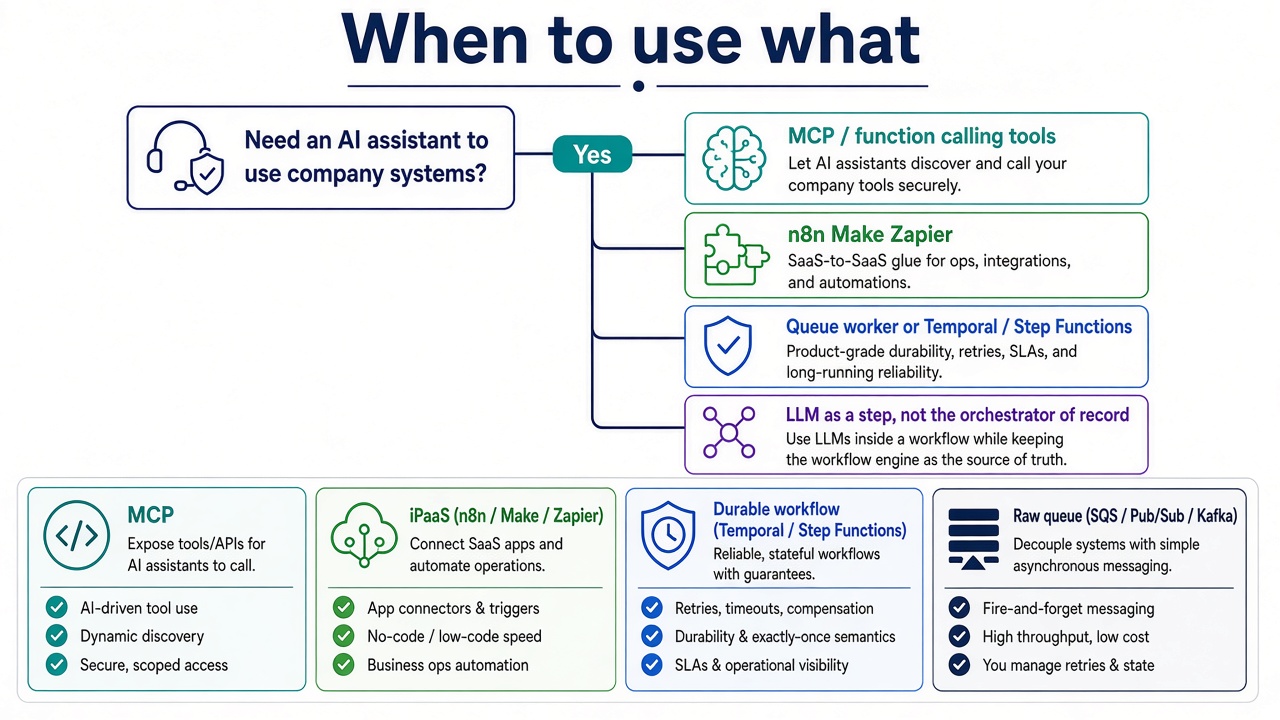 When to use what
Need an AI assistant to
use company systems?
Yes
MCP / function calling tools
Let AI assistants discover and call your
company tools securely.
n8n Make Zapier
SaaS-to-SaaS glue for ops, integrations,
and automations.
Queue worker or Temporal / Step Functions
Product-grade durability, retries, SLAs, and
long-running reliability.
LLM as a step, not the orchestrator of record
Use LLMs inside a workflow while keeping
the workflow engine as the source of truth.
MCP
Expose tools/APIs for
AI assistants to call.
AI-driven tool use
Dynamic discovery
Secure, scoped access
iPaaS (n8n / Make / Zapier)
Connect SaaS apps and
automate operations.
App connectors & triggers
No-code / low-code speed
Business ops automation
Durable workflow
(Temporal / Step Functions)
Reliable, stateful workflows
with guarantees.
Retries, timeouts, compensation
Durability & exactly-once semantics
SLAs & operational visibility
Raw queue (SQS / Pub/Sub / Kafka)
Decouple systems with simple
asynchronous messaging.
Fire-and-forget messaging
High throughput, low cost
You manage retries & state